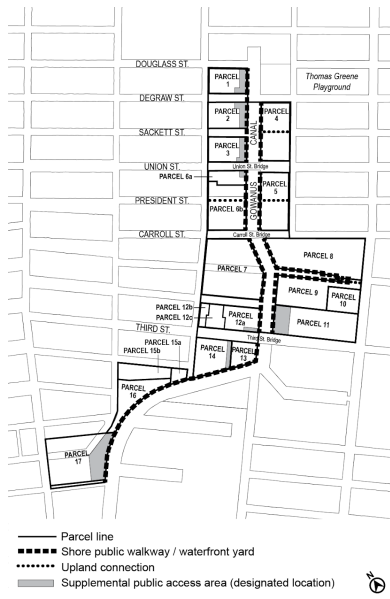 DOUGLASS ST.
PARCEL
1
Thomas Greene
Playground
DEGRAW ST.
PARCEL
2
PARCEL
4
SACKETT ST.
PARCEL
3
GOWANUS CANAL
UNION ST.
Union St. Bridge
PARCEL 6a
PARCEL
5
PRESIDENT ST.
PARCEL 6b
CARROLL ST.
Carroll St. Bridge
PARCEL 7
PARCEL 8
PARCEL 9
PARCEL
10
PARCEL 12b
PARCEL 12c
PARCEL
12a
PARCEL 11
THIRD ST.
Third St. Bridge
PARCEL 15a
PARCEL 15b
PARCEL
14
PARCEL
13
PARCEL
16
PARCEL
17
Parcel line
Shore public walkway / waterfront yard
Upland connection
Supplemental public access area (designated location)
N